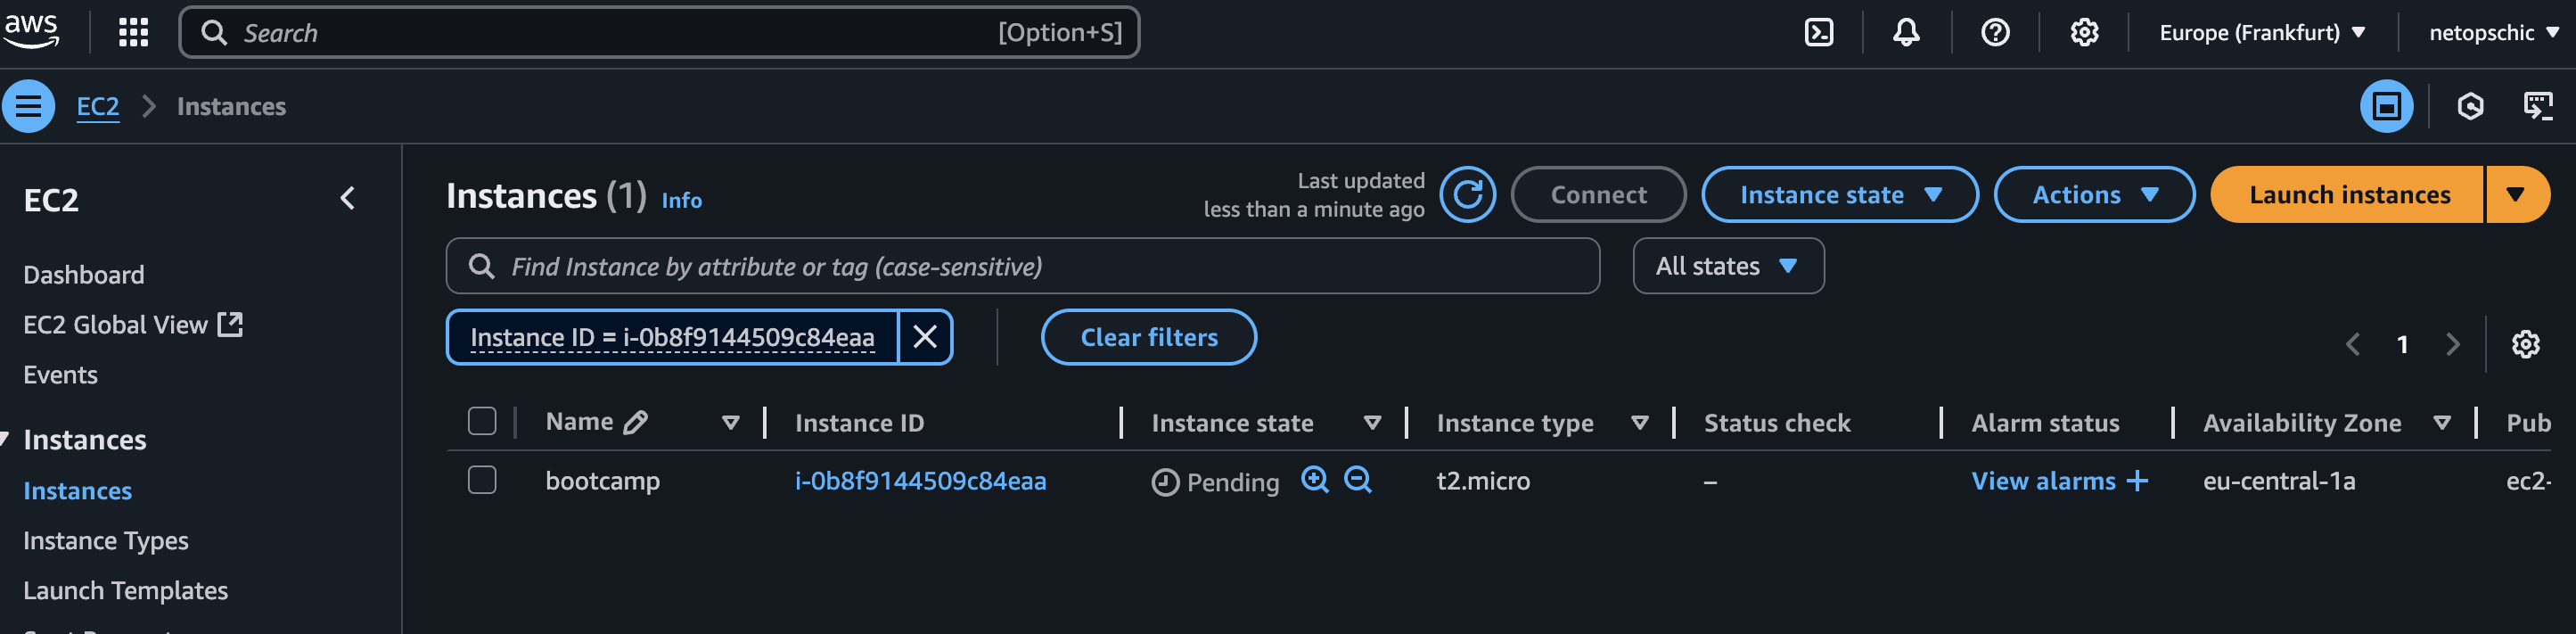 aws
Search [Option+S]
Europe (Frankfurt)
netopschic
EC2
Instances
EC2
Dashboard
EC2 Global View
Events
Instances
Instances
Instance Types
Launch Templates
Instances (1) Info
Last updated
less than a minute ago
Connect
Instance state
Actions
Launch instances
Find Instance by attribute or tag (case-sensitive)
All states
Instance ID = i-0b8f9144509c84eaa
Clear filters
1
Name Instance ID Instance state Instance type Status check Alarm status Availability Zone Pub
bootcamp i-0b8f9144509c84eaa Pending t2.micro – View alarms + eu-central-1a ec2-